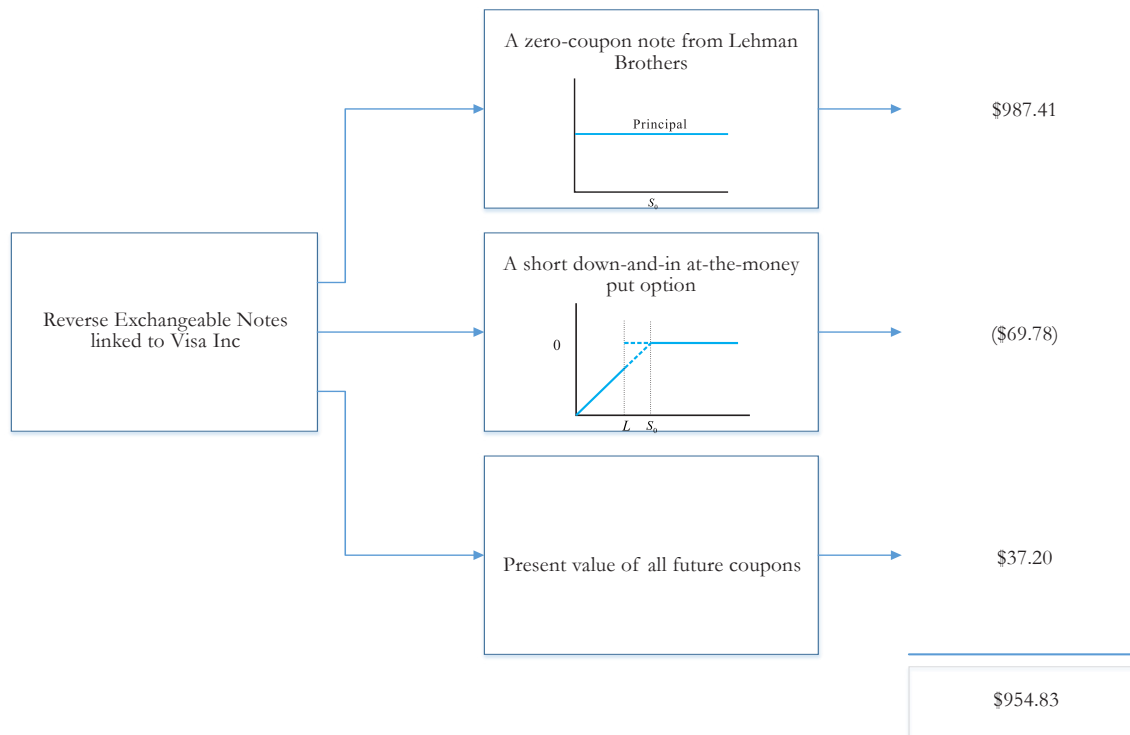 A zero-coupon note from Lehman
Brothers
Principal
S₀
$987.41
Reverse Exchangeable Notes
linked to Visa Inc
A short down-and-in at-the-money
put option
0
L S₀
($69.78)
Present value of all future coupons
$37.20
$954.83